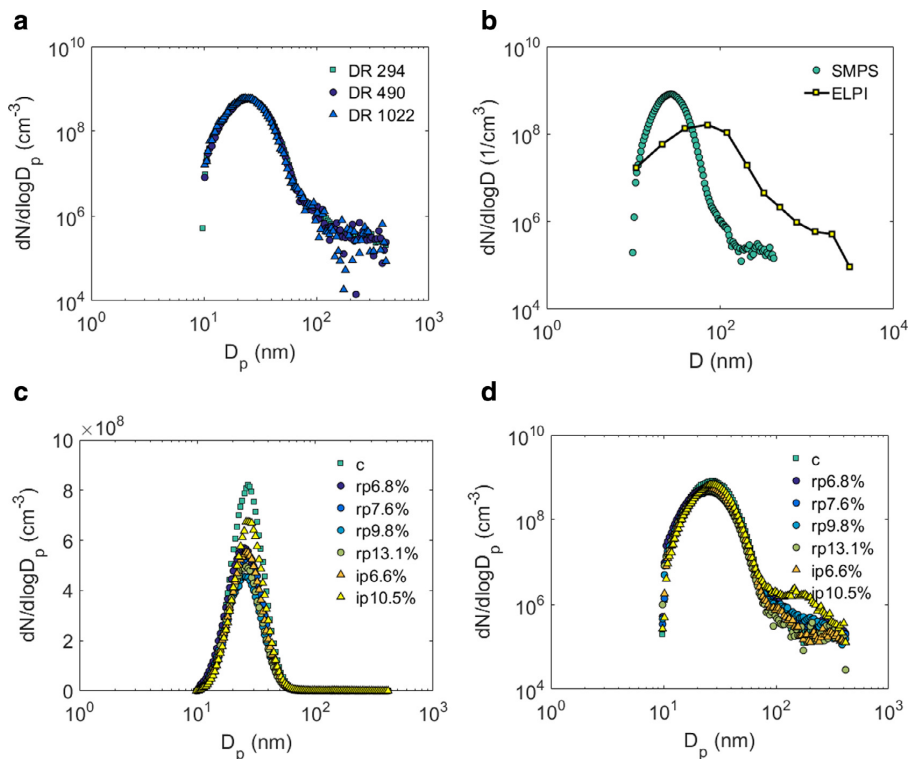 a
10^10
10^8
10^6
10^4
10^0
10^1
10^2
10^3
dN/dlogD_p (cm^-3)
D_p (nm)
DR 294
DR 490
DR 1022
b
10^10
10^8
10^6
10^4
10^0
10^2
10^4
dN/dlogD (1/cm^3)
D (nm)
SMPS
ELPI
c
×10^8
10
8
6
4
2
0
10^0
10^1
10^2
10^3
dN/dlogD_p (cm^-3)
D_p (nm)
c
rp6.8%
rp7.6%
rp9.8%
rp13.1%
ip6.6%
ip10.5%
d
10^10
10^8
10^6
10^4
10^0
10^1
10^2
10^3
dN/dlogD_p (cm^-3)
D_p (nm)
c
rp6.8%
rp7.6%
rp9.8%
rp13.1%
ip6.6%
ip10.5%